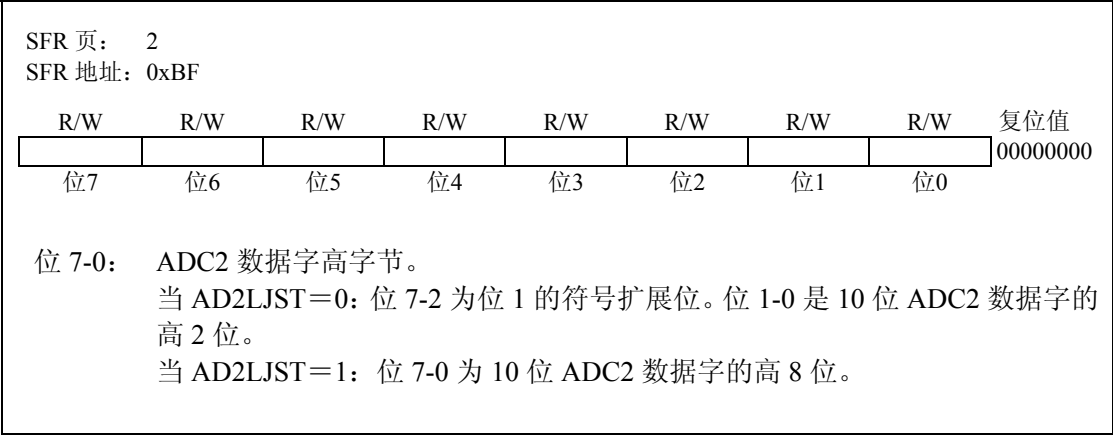 SFR 页： 2
SFR 地址：0xBF
R/W R/W R/W R/W R/W R/W R/W R/W 复位值
00000000
位7 位6 位5 位4 位3 位2 位1 位0
位 7-0： ADC2 数据字高字节。
当 AD2LJST＝0：位 7-2 为位 1 的符号扩展位。位 1-0 是 10 位 ADC2 数据字的
高 2 位。
当 AD2LJST＝1：位 7-0 为 10 位 ADC2 数据字的高 8 位。